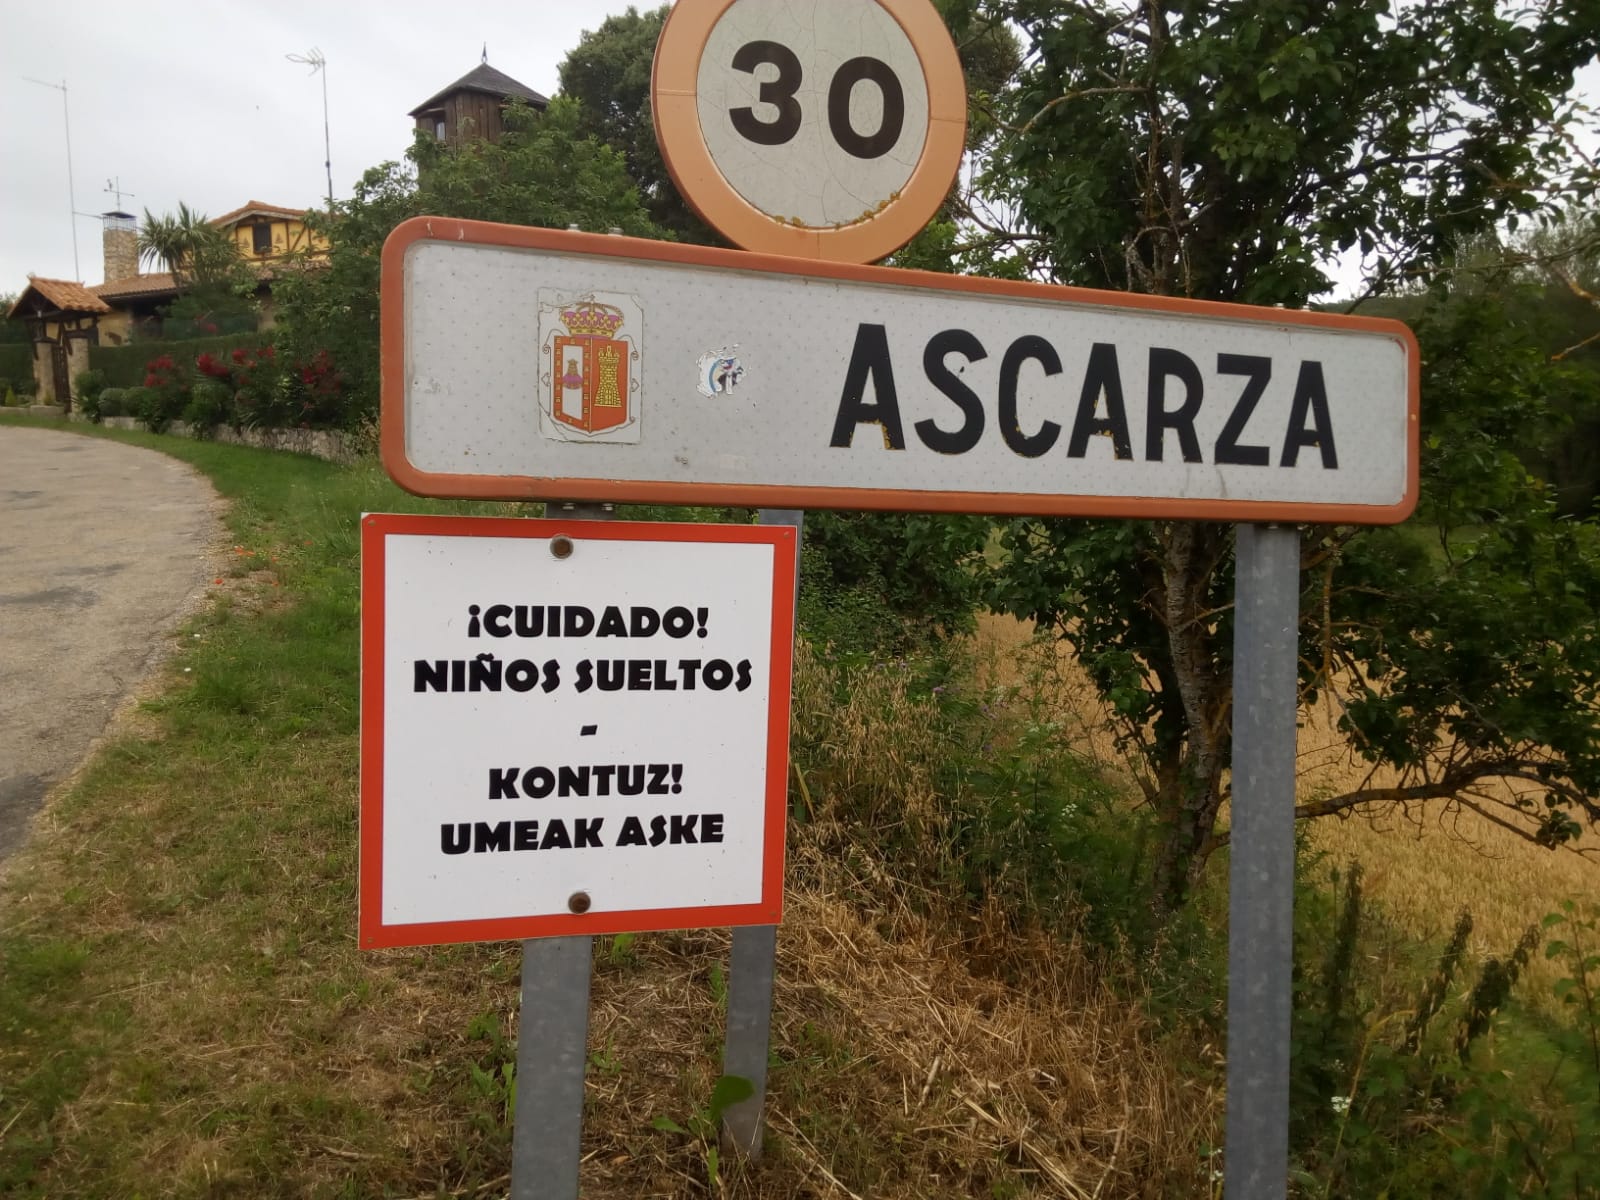 30
ASCARZA
¡CUIDADO!
NIÑOS SUELTOS
-
KONTUZ!
UMEAK ASKE